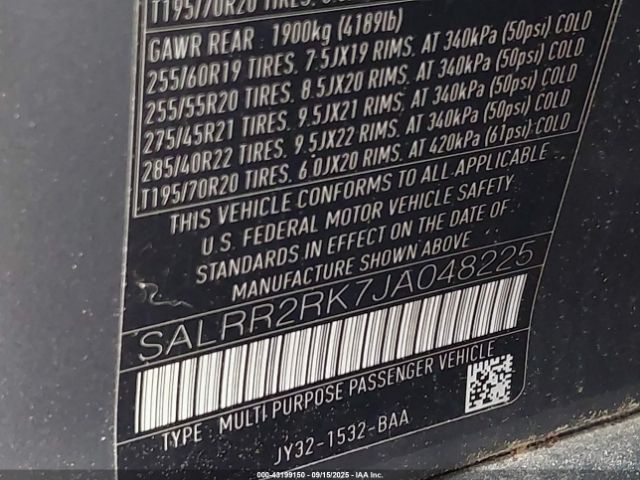 T195/70R20 TIRES.
GAWR REAR 1900kg (4189lb)
255/60R19 TIRES. 7.5JX19 RIMS. AT 340kPa (50psi) COLD
255/55R20 TIRES. 8.5JX20 RIMS. AT 340kPa (50psi) COLD
275/45R21 TIRES. 9.5JX21 RIMS. AT 340kPa (50psi) COLD
285/40R22 TIRES. 9.5JX22 RIMS. AT 340kPa (50psi) COLD
T195/70R20 TIRES. 6.0JX20 RIMS. AT 420kPa (61psi) COLD
THIS VEHICLE CONFORMS TO ALL APPLICABLE
U.S. FEDERAL MOTOR VEHICLE SAFETY
STANDARDS IN EFFECT ON THE DATE OF
MANUFACTURE SHOWN ABOVE
SALRR2RK7JA048225
TYPE MULTI PURPOSE PASSENGER VEHICLE
JY32-1532-BAA
000-43199150 - 09/15/2025 - IAA Inc.